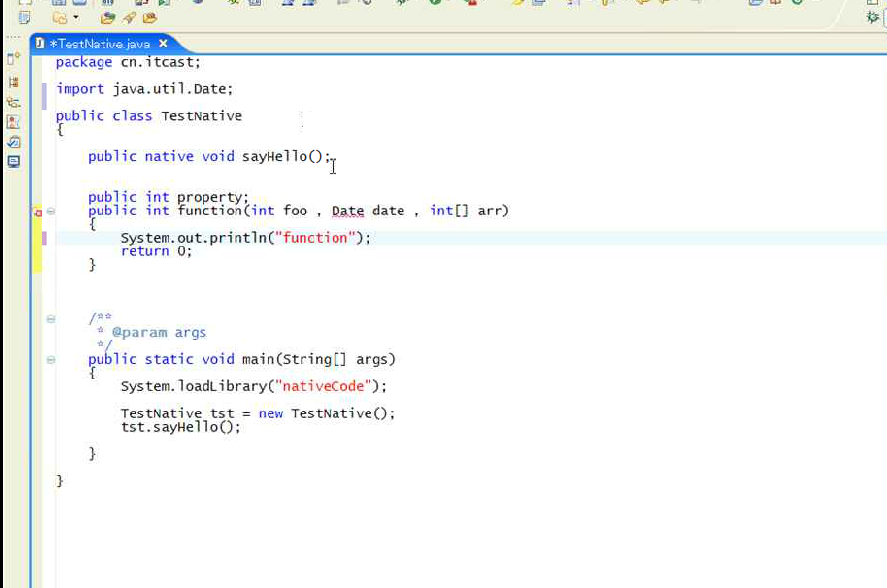 *TestNative.java
package cn.itcast;
import java.util.Date;
public class TestNative
{
public native void sayHello();
public int property;
public int function(int foo , Date date , int[] arr)
{
System.out.println("function");
return 0;
}
/**
* @param args
*/
public static void main(String[] args)
{
System.loadLibrary("nativeCode");
TestNative tst = new TestNative();
tst.sayHello();
}
}